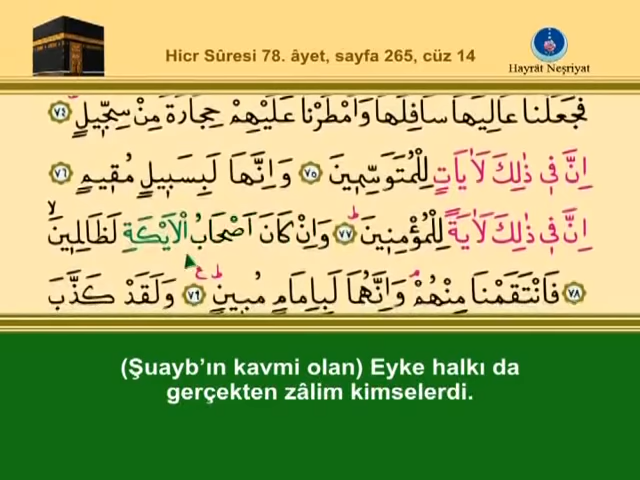 Hicr Sûresi 78. âyet, sayfa 265, cüz 14
Hayrât Neşriyat
فَجَعَلْنَا عَالِيَهَا سَافِلَهَا وَاَمْطَرْنَا عَلَيْهِمْ حِجَارَةً مِنْ سِجّ۪يلٍ ﴿٧٤﴾
اِنَّ ف۪ي ذٰلِكَ لَاٰيَاتٍ لِلْمُتَوَسِّم۪ينَ ﴿٧٥﴾ وَاِنَّهَا لَبِسَب۪يلٍ مُق۪يمٍ ﴿٧٦﴾
اِنَّ ف۪ي ذٰلِكَ لَاٰيَةً لِلْمُؤْمِن۪ينَ ﴿٧٧﴾ وَاِنْ كَانَ اَصْحَابُ الْاَيْكَةِ لَظَالِم۪ينَ
﴿٧٨﴾ فَانْتَقَمْنَا مِنْهُمْ وَاِنَّهُمَا لَبِاِمَامٍ مُب۪ينٍ ﴿٧٩﴾ وَلَقَدْ كَذَّبَ
(Şuayb’ın kavmi olan) Eyke halkı da
gerçekten zâlim kimselerdi.